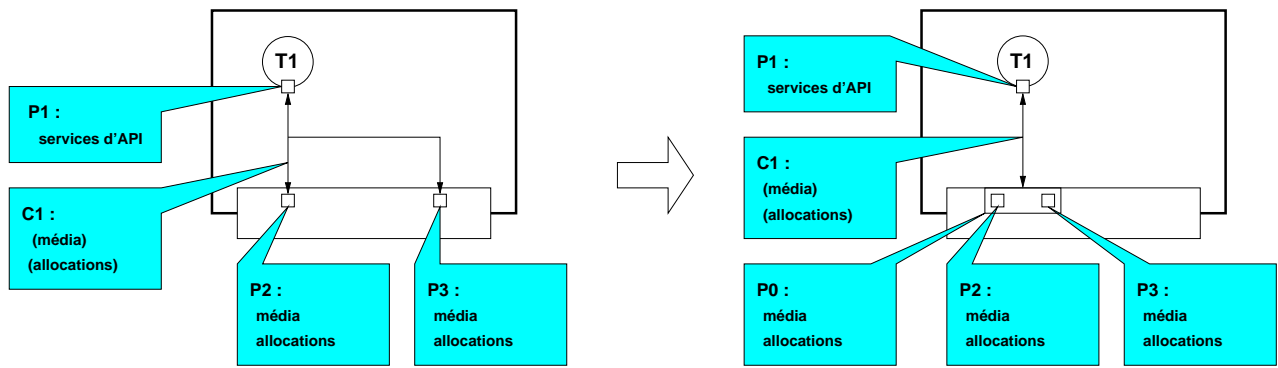 T1
P1 :
services d’API
C1 :
(média)
(allocations)
P2 :
média
allocations
P3 :
média
allocations
T1
P1 :
services d’API
C1 :
(média)
(allocations)
P0 :
média
allocations
P2 :
média
allocations
P3 :
média
allocations